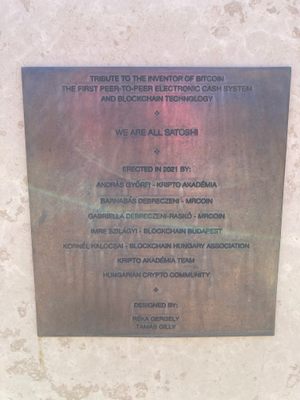 TRIBUTE TO THE INVENTOR OF BITCOIN
THE FIRST PEER-TO-PEER ELECTRONIC CASH SYSTEM
AND BLOCKCHAIN TECHNOLOGY
WE ARE ALL SATOSHI
ERECTED IN 2021 BY:
ANDRÁS GYŐRFI - KRIPTO AKADÉMIA
BARNABÁS DEBRECZENI - MRCOIN
GABRIELLA DEBRECZENI-RASKÓ - MRCOIN
IMRE SZILÁGYI - BLOCKCHAIN BUDAPEST
KORNÉL KALOCSAI - BLOCKCHAIN HUNGARY ASSOCIATION
KRIPTO AKADÉMIA TEAM
HUNGARIAN CRYPTO COMMUNITY
DESIGNED BY:
RÉKA GERGELY
TAMÁS GILLY